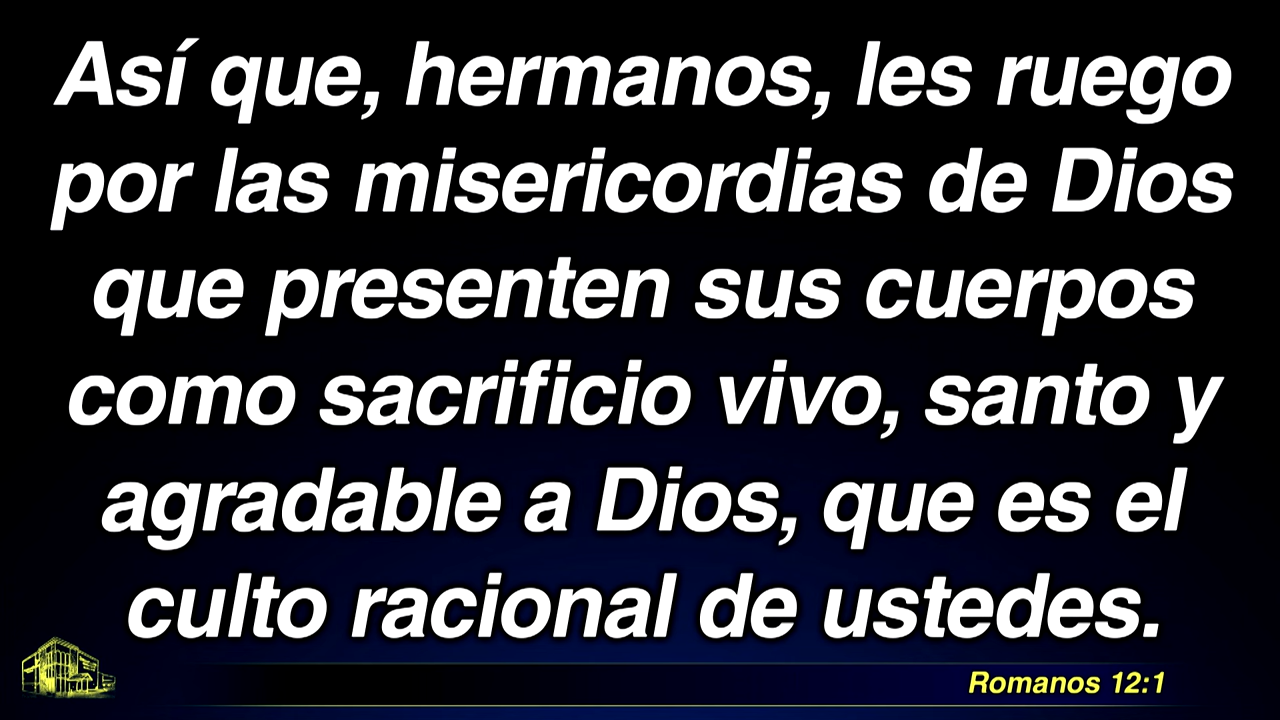 Así que, hermanos, les ruego
por las misericordias de Dios
que presenten sus cuerpos
como sacrificio vivo, santo y
agradable a Dios, que es el
culto racional de ustedes.
Romanos 12:1